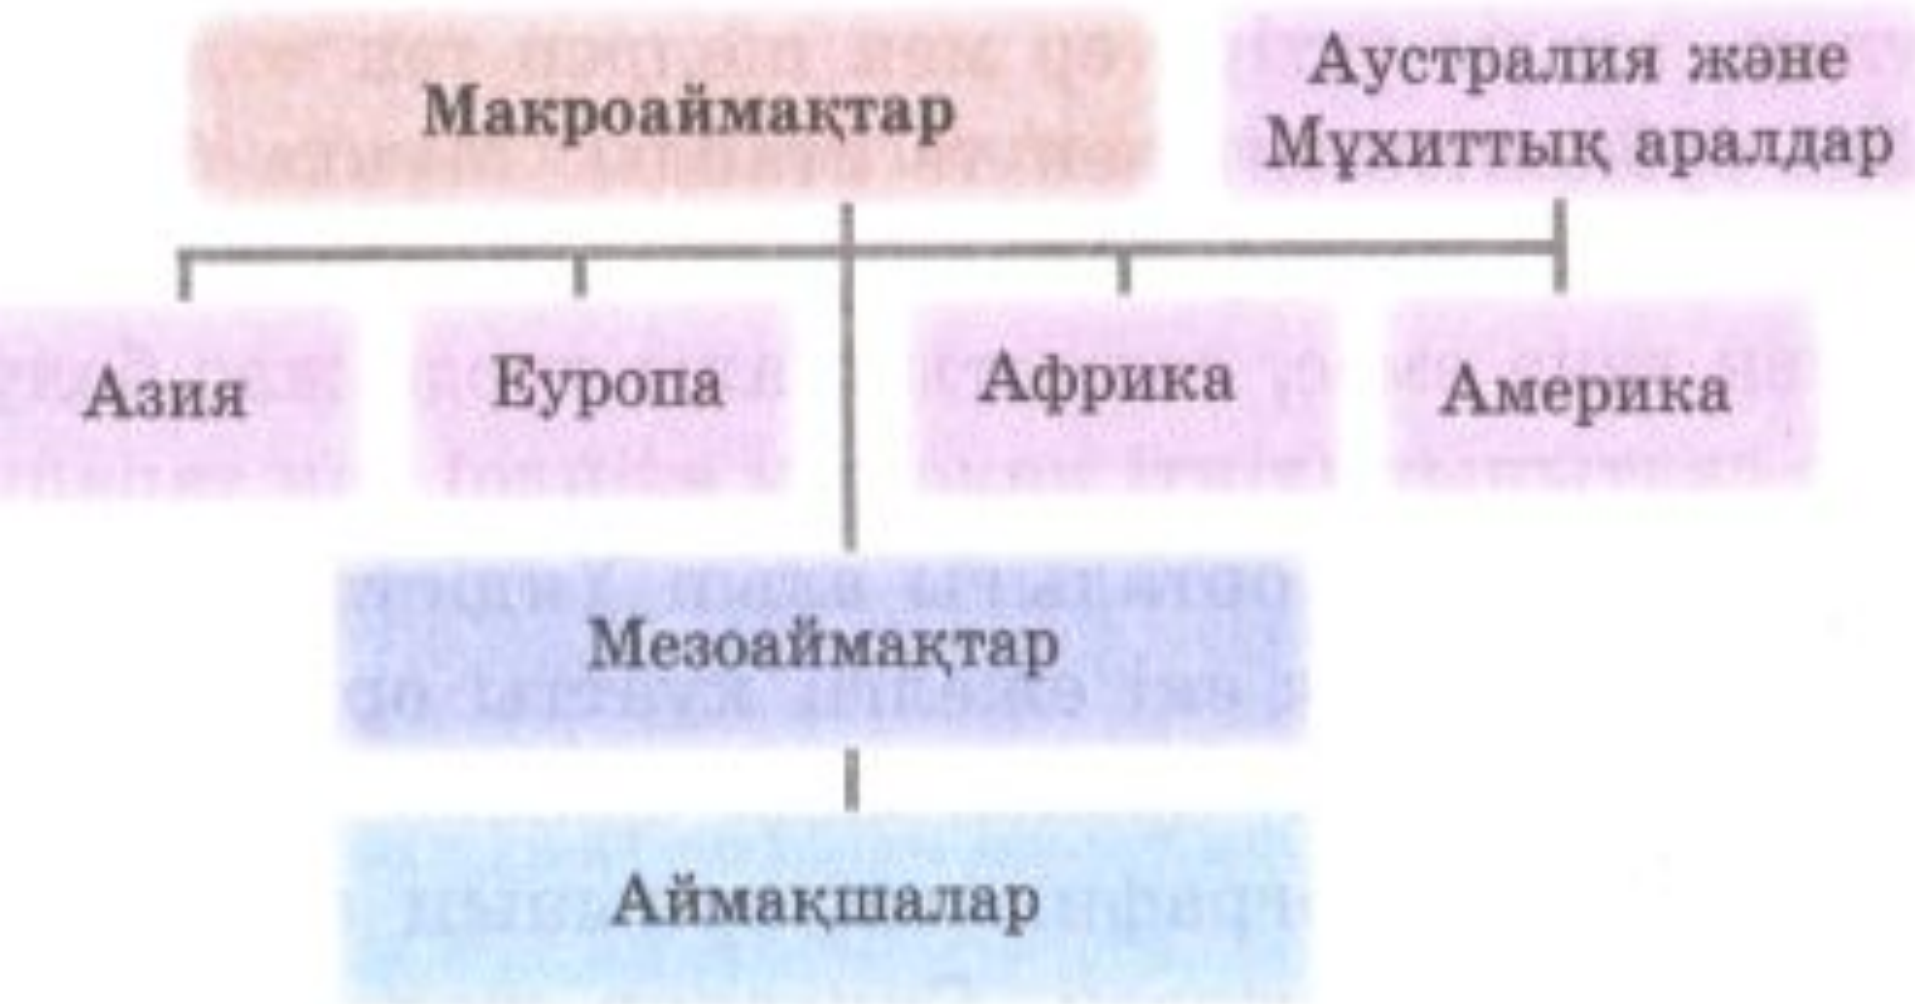 Макроаймақтар
Аустралия және
Мұхиттық аралдар
Азия
Еуропа
Африка
Америка
Мезоаймақтар
Аймақшалар